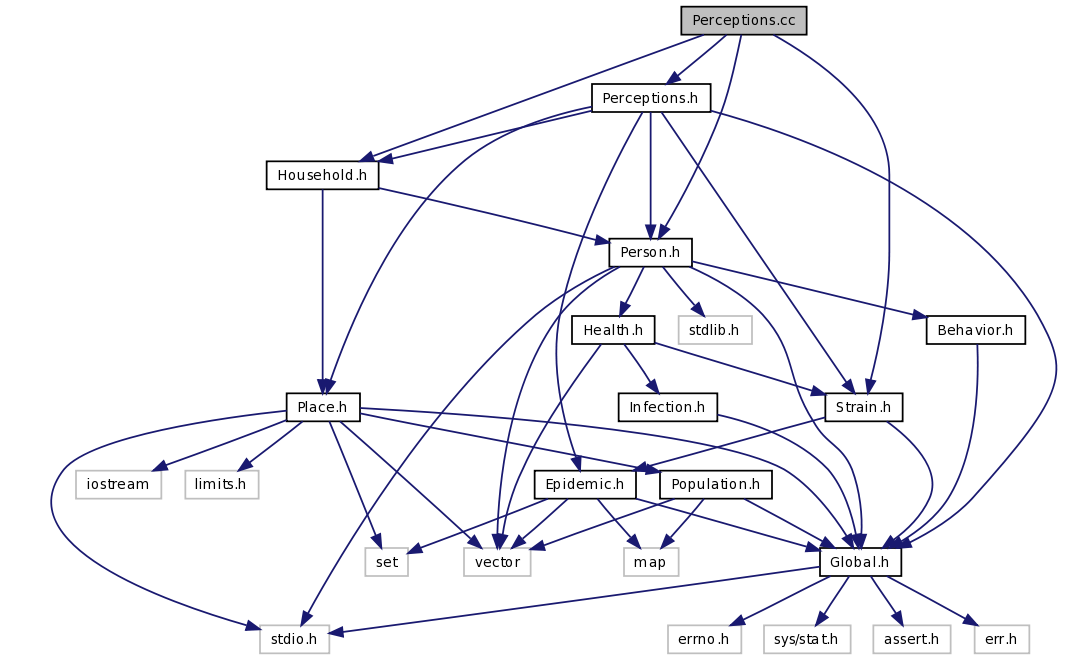 Perceptions.cc
Perceptions.h
Household.h
Person.h
Health.h
stdlib.h
Behavior.h
Place.h
Infection.h
Strain.h
iostream
limits.h
Epidemic.h
Population.h
set
vector
map
Global.h
stdio.h
errno.h
sys/stat.h
assert.h
err.h